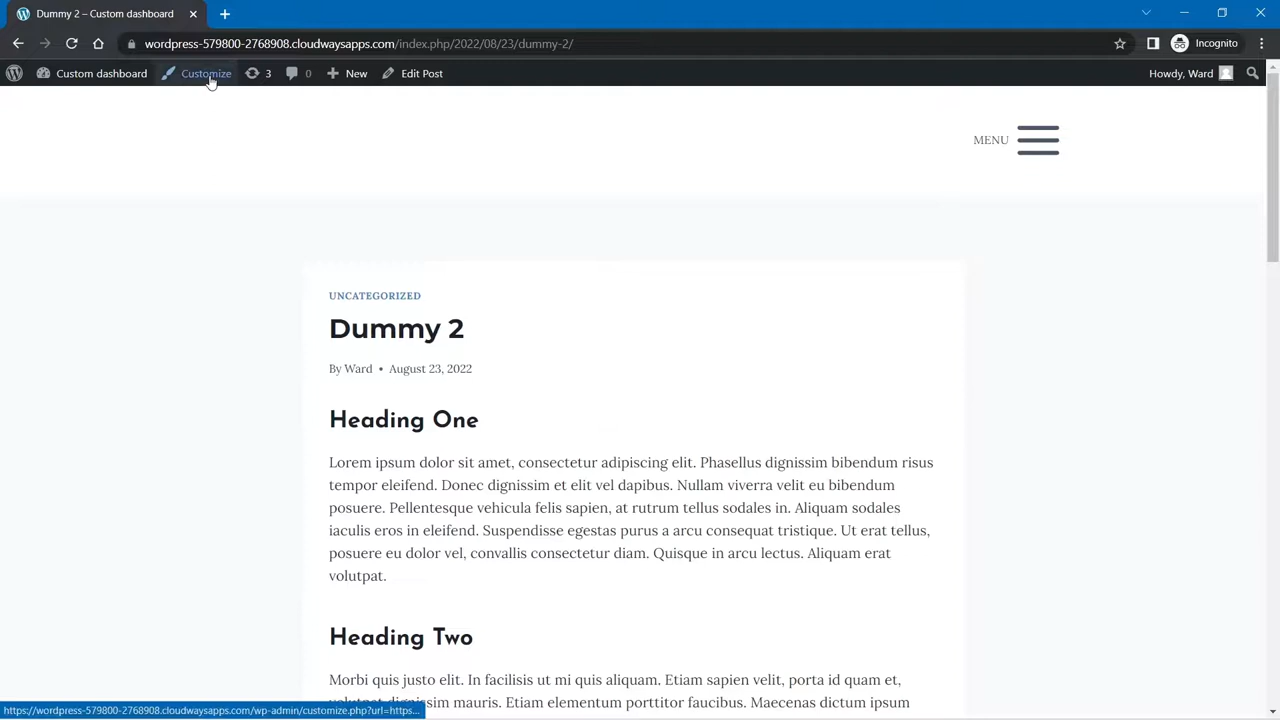 Dummy 2 – Custom dashboard
wordpress-579800-2768908.cloudwaysapps.com/index.php/2022/08/23/dummy-2/
Incognito
Custom dashboard Customize 3 0 New Edit Post Howdy, Ward
MENU
UNCATEGORIZED
Dummy 2
By Ward • August 23, 2022
Heading One
Lorem ipsum dolor sit amet, consectetur adipiscing elit. Phasellus dignissim bibendum risus
tempor eleifend. Donec dignissim et elit vel dapibus. Nullam viverra velit eu bibendum
posuere. Pellentesque vehicula felis sapien, at rutrum tellus sodales in. Aliquam sodales
iaculis eros in eleifend. Suspendisse egestas purus a arcu consequat tristique. Ut erat tellus,
posuere eu dolor vel, convallis consectetur diam. Quisque in arcu lectus. Aliquam erat
volutpat.
Heading Two
Morbi quis justo elit. In facilisis ut mi quis aliquam. Etiam sapien velit, porta id quam et,
volutpat dignissim mauris. Etiam elementum porttitor faucibus. Maecenas dictum ipsum
https://wordpress-579800-2768908.cloudwaysapps.com/wp-admin/customize.php?url=https...